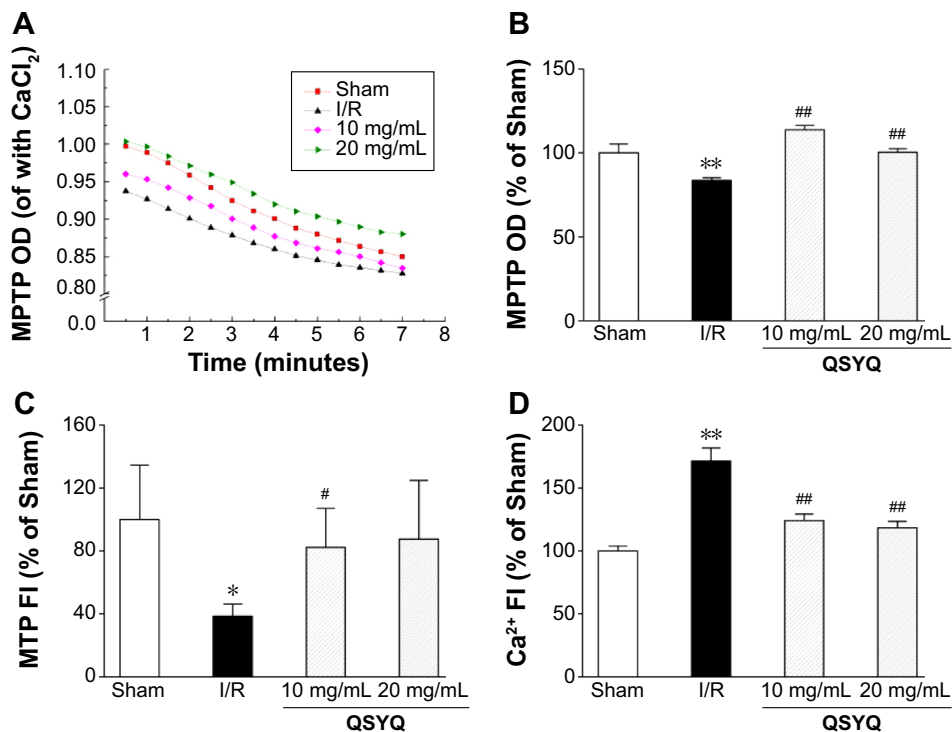 A
MPTP OD (of with CaCl₂)
1.10
1.05
1.00
0.95
0.90
0.85
0.80
0.0
Sham
I/R
10 mg/mL
20 mg/mL
1 2 3 4 5 6 7 8
Time (minutes)
B
MPTP OD (% of Sham)
150
100
50
0
**
##
##
Sham I/R 10 mg/mL 20 mg/mL
QSYQ
C
MTP FI (% of Sham)
160
120
80
40
0
*
#
Sham I/R 10 mg/mL 20 mg/mL
QSYQ
D
Ca²⁺ FI (% of Sham)
200
150
100
50
0
**
##
##
Sham I/R 10 mg/mL 20 mg/mL
QSYQ